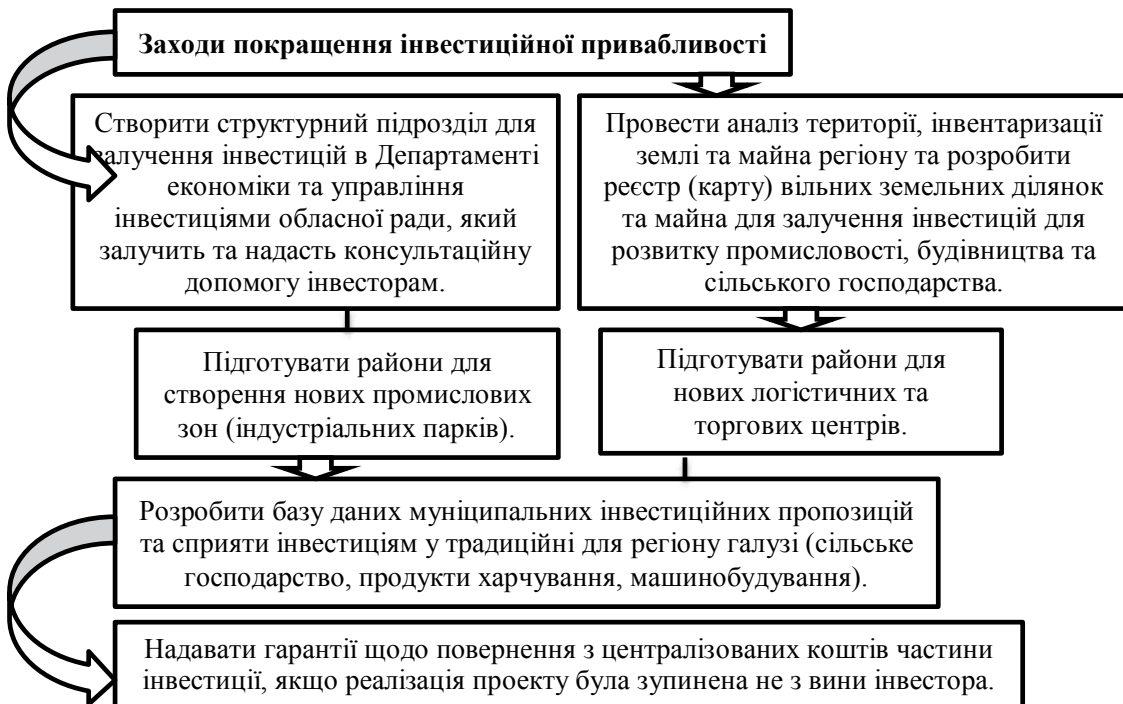 Заходи покращення інвестиційної привабливості
Створити структурний підрозділ для
залучення інвестицій в Департаменті
економіки та управління
інвестиціями обласної ради, який
залучить та надасть консультаційну
допомогу інвесторам.
Провести аналіз території, інвентаризації
землі та майна регіону та розробити
реєстр (карту) вільних земельних ділянок
та майна для залучення інвестицій для
розвитку промисловості, будівництва та
сільського господарства.
Підготувати райони для
створення нових промислових
зон (індустріальних парків).
Підготувати райони для
нових логістичних та
торгових центрів.
Розробити базу даних муніципальних інвестиційних пропозицій
та сприяти інвестиціям у традиційні для регіону галузі (сільське
господарство, продукти харчування, машинобудування).
Надавати гарантії щодо повернення з централізованих коштів частини
інвестиції, якщо реалізація проекту була зупинена не з вини інвестора.